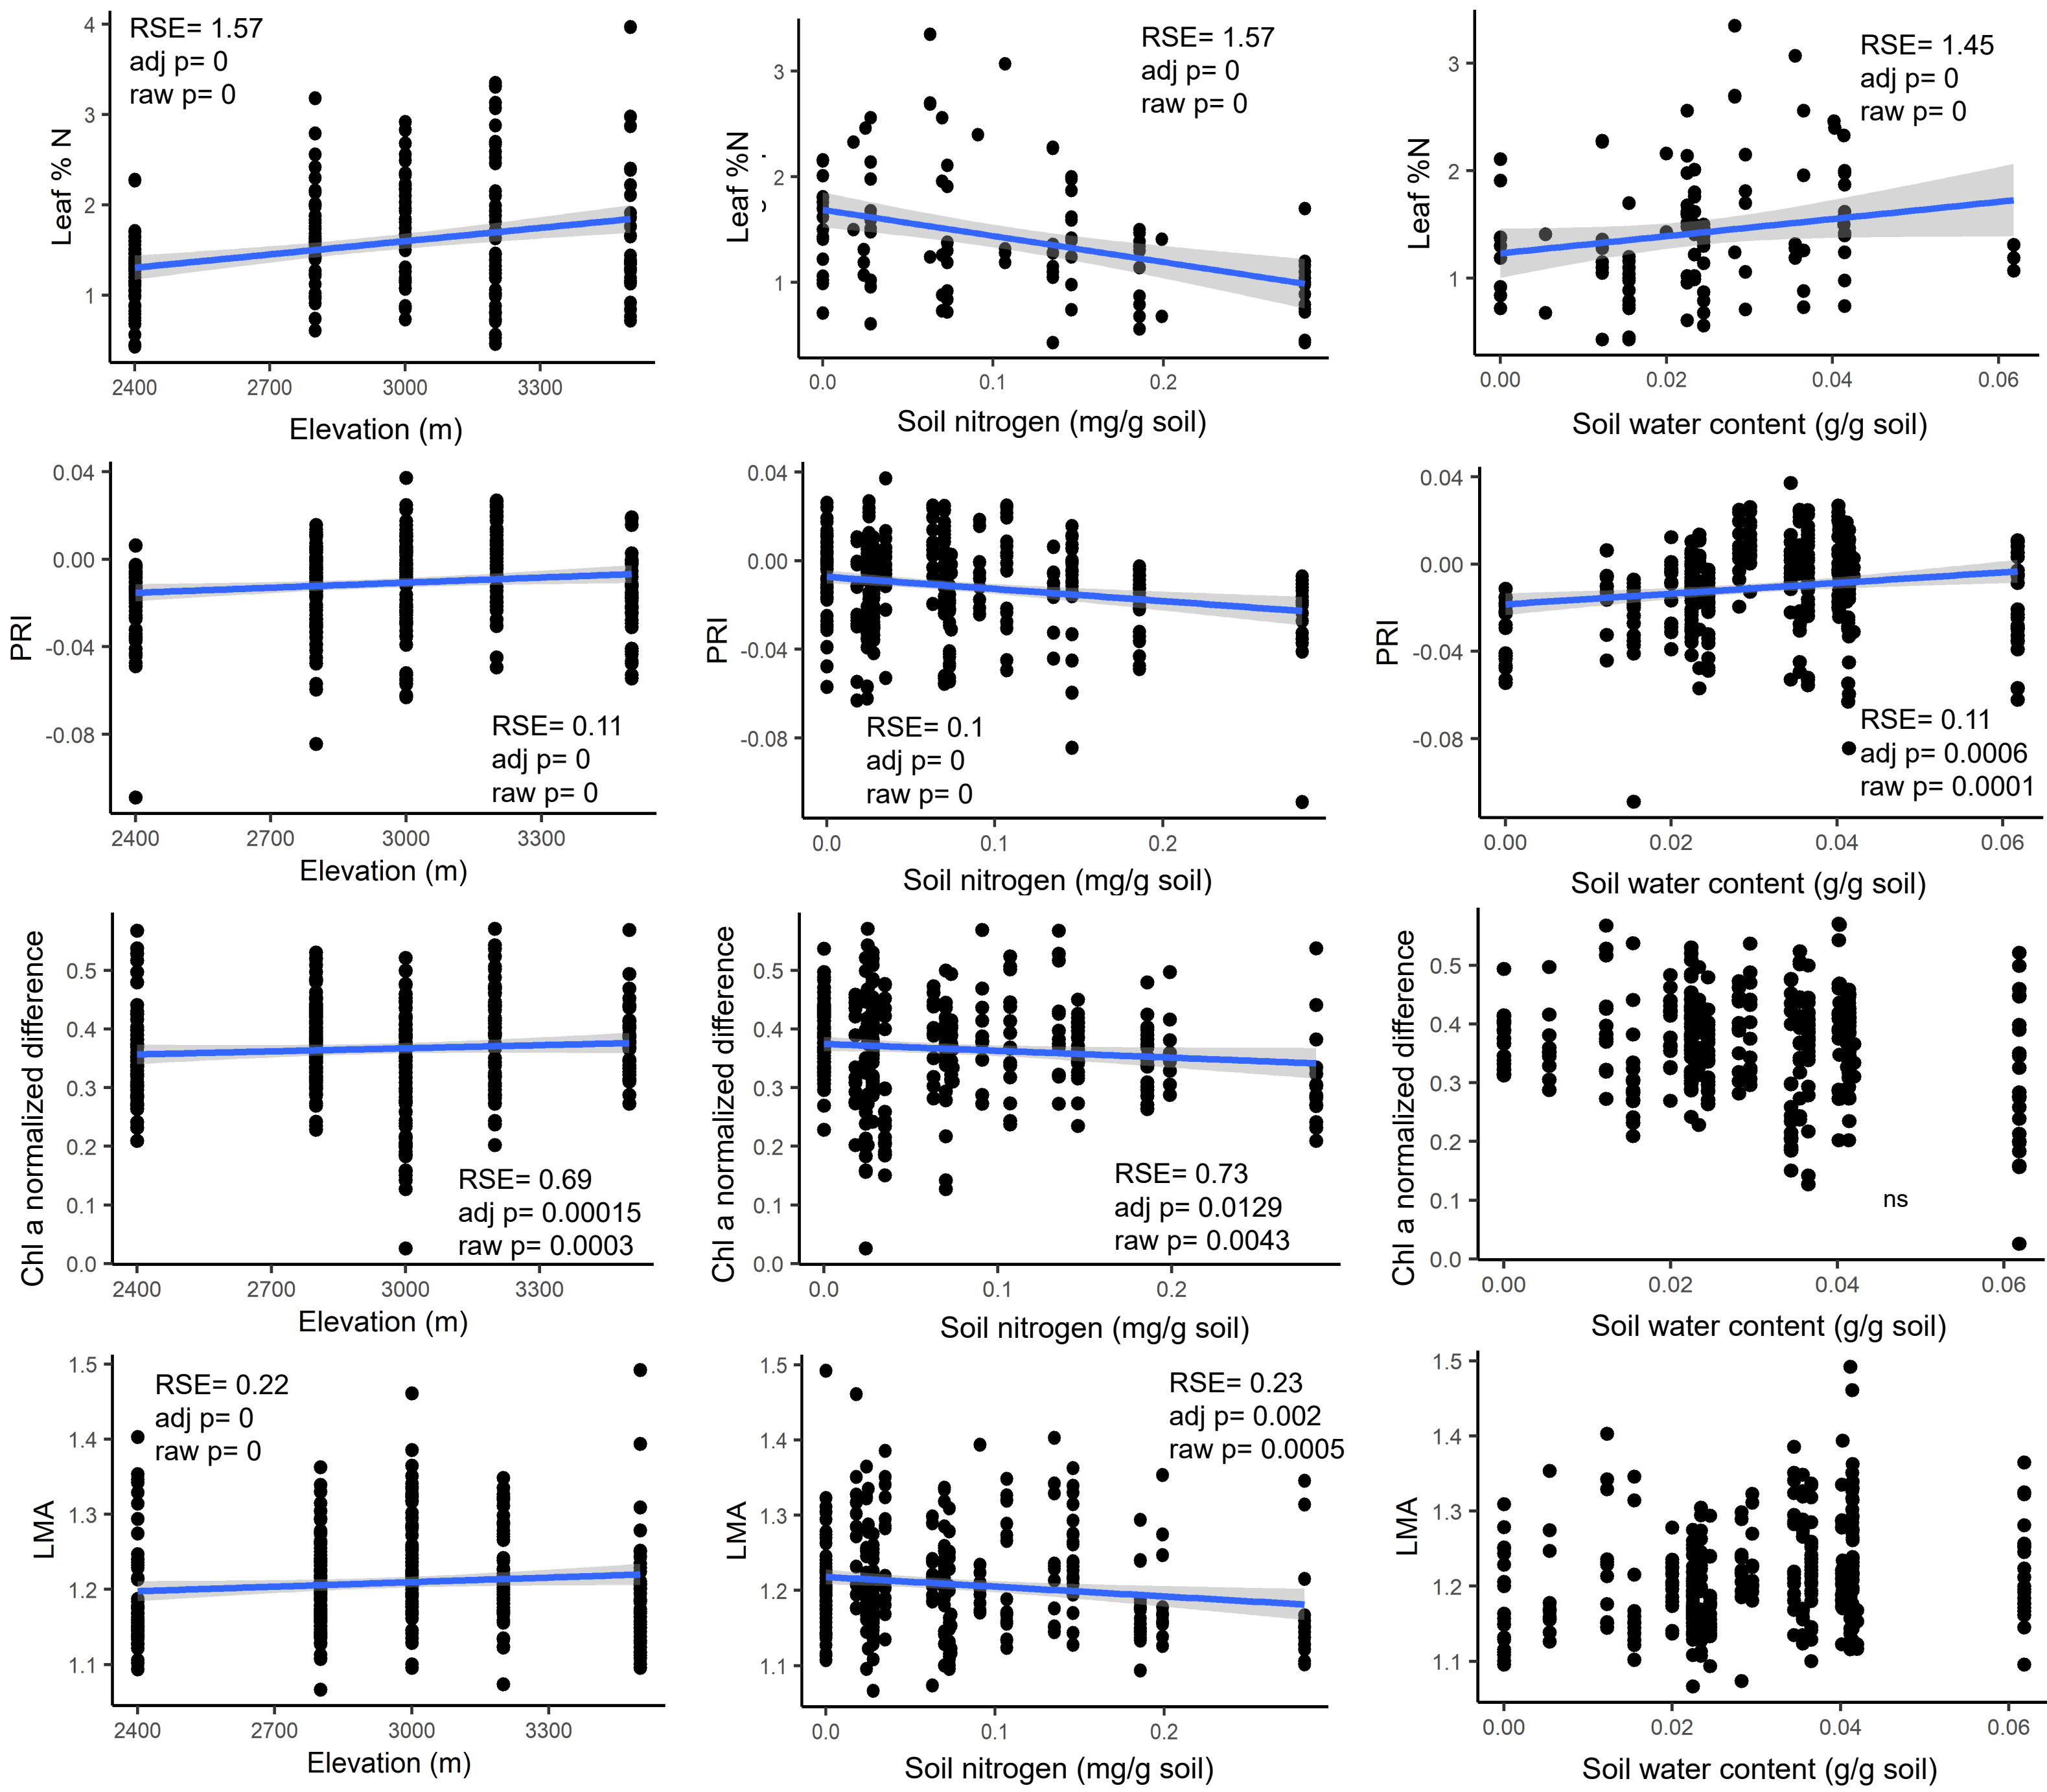 RSE= 1.57
adj p= 0
raw p= 0
Leaf % N
4
3
2
1
2400 2700 3000 3300
Elevation (m)
RSE= 1.57
adj p= 0
raw p= 0
Leaf %N
3
2
1
0.0 0.1 0.2
Soil nitrogen (mg/g soil)
RSE= 1.45
adj p= 0
raw p= 0
Leaf %N
3
2
1
0.00 0.02 0.04 0.06
Soil water content (g/g soil)
PRI
0.04
0.00
-0.04
-0.08
RSE= 0.11
adj p= 0
raw p= 0
2400 2700 3000 3300
Elevation (m)
PRI
0.04
0.00
-0.04
-0.08
RSE= 0.1
adj p= 0
raw p= 0
0.0 0.1 0.2
Soil nitrogen (mg/g soil)
PRI
0.04
0.00
-0.04
-0.08
RSE= 0.11
adj p= 0.0006
raw p= 0.0001
0.00 0.02 0.04 0.06
Soil water content (g/g soil)
Chl a normalized difference
0.5
0.4
0.3
0.2
0.1
0.0
RSE= 0.69
adj p= 0.00015
raw p= 0.0003
2400 2700 3000 3300
Elevation (m)
Chl a normalized difference
0.5
0.4
0.3
0.2
0.1
0.0
RSE= 0.73
adj p= 0.0129
raw p= 0.0043
0.0 0.1 0.2
Soil nitrogen (mg/g soil)
Chl a normalized difference
0.5
0.4
0.3
0.2
0.1
0.0
ns
0.00 0.02 0.04 0.06
Soil water content (g/g soil)
LMA
1.5
1.4
1.3
1.2
1.1
RSE= 0.22
adj p= 0
raw p= 0
2400 2700 3000 3300
Elevation (m)
LMA
1.5
1.4
1.3
1.2
1.1
RSE= 0.23
adj p= 0.002
raw p= 0.0005
0.0 0.1 0.2
Soil nitrogen (mg/g soil)
LMA
1.5
1.4
1.3
1.2
1.1
0.00 0.02 0.04 0.06
Soil water content (g/g soil)